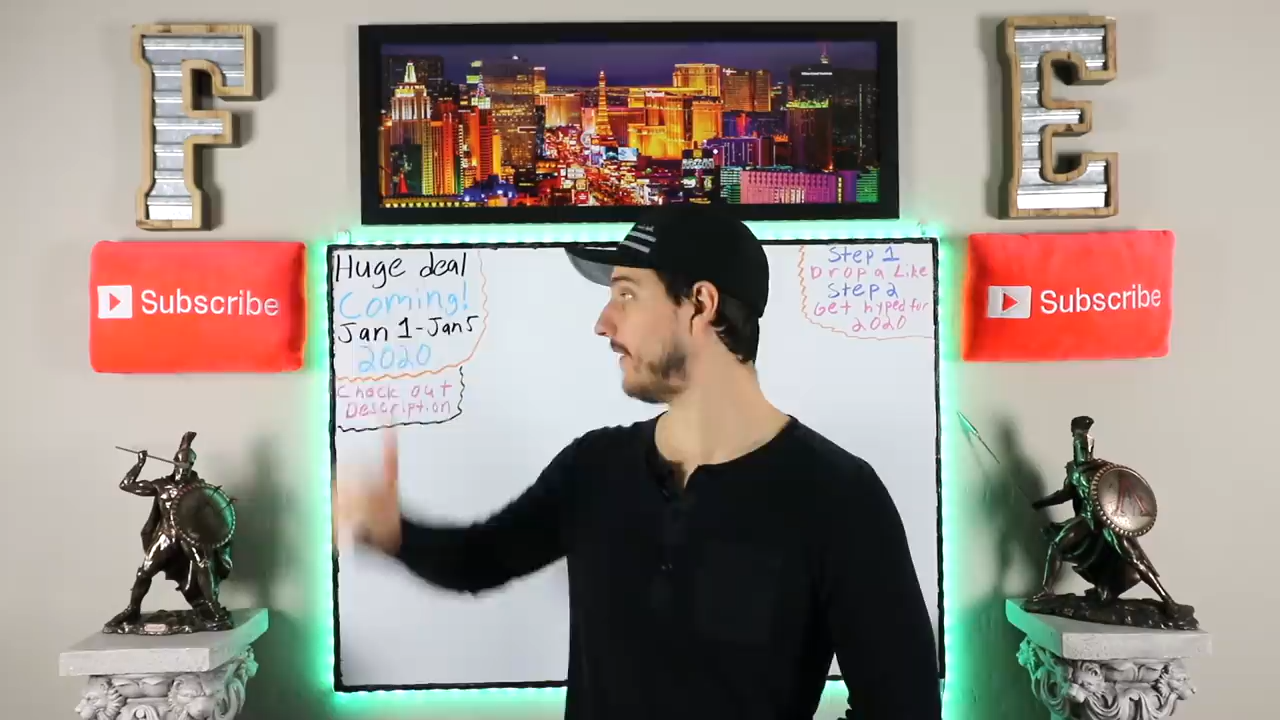 F
E
Subscribe
Huge deal
Coming!
Jan 1-Jan5
2020
Check out
Description
Step 1
Drop a Like
Step 2
Get hyped for
2020
Subscribe